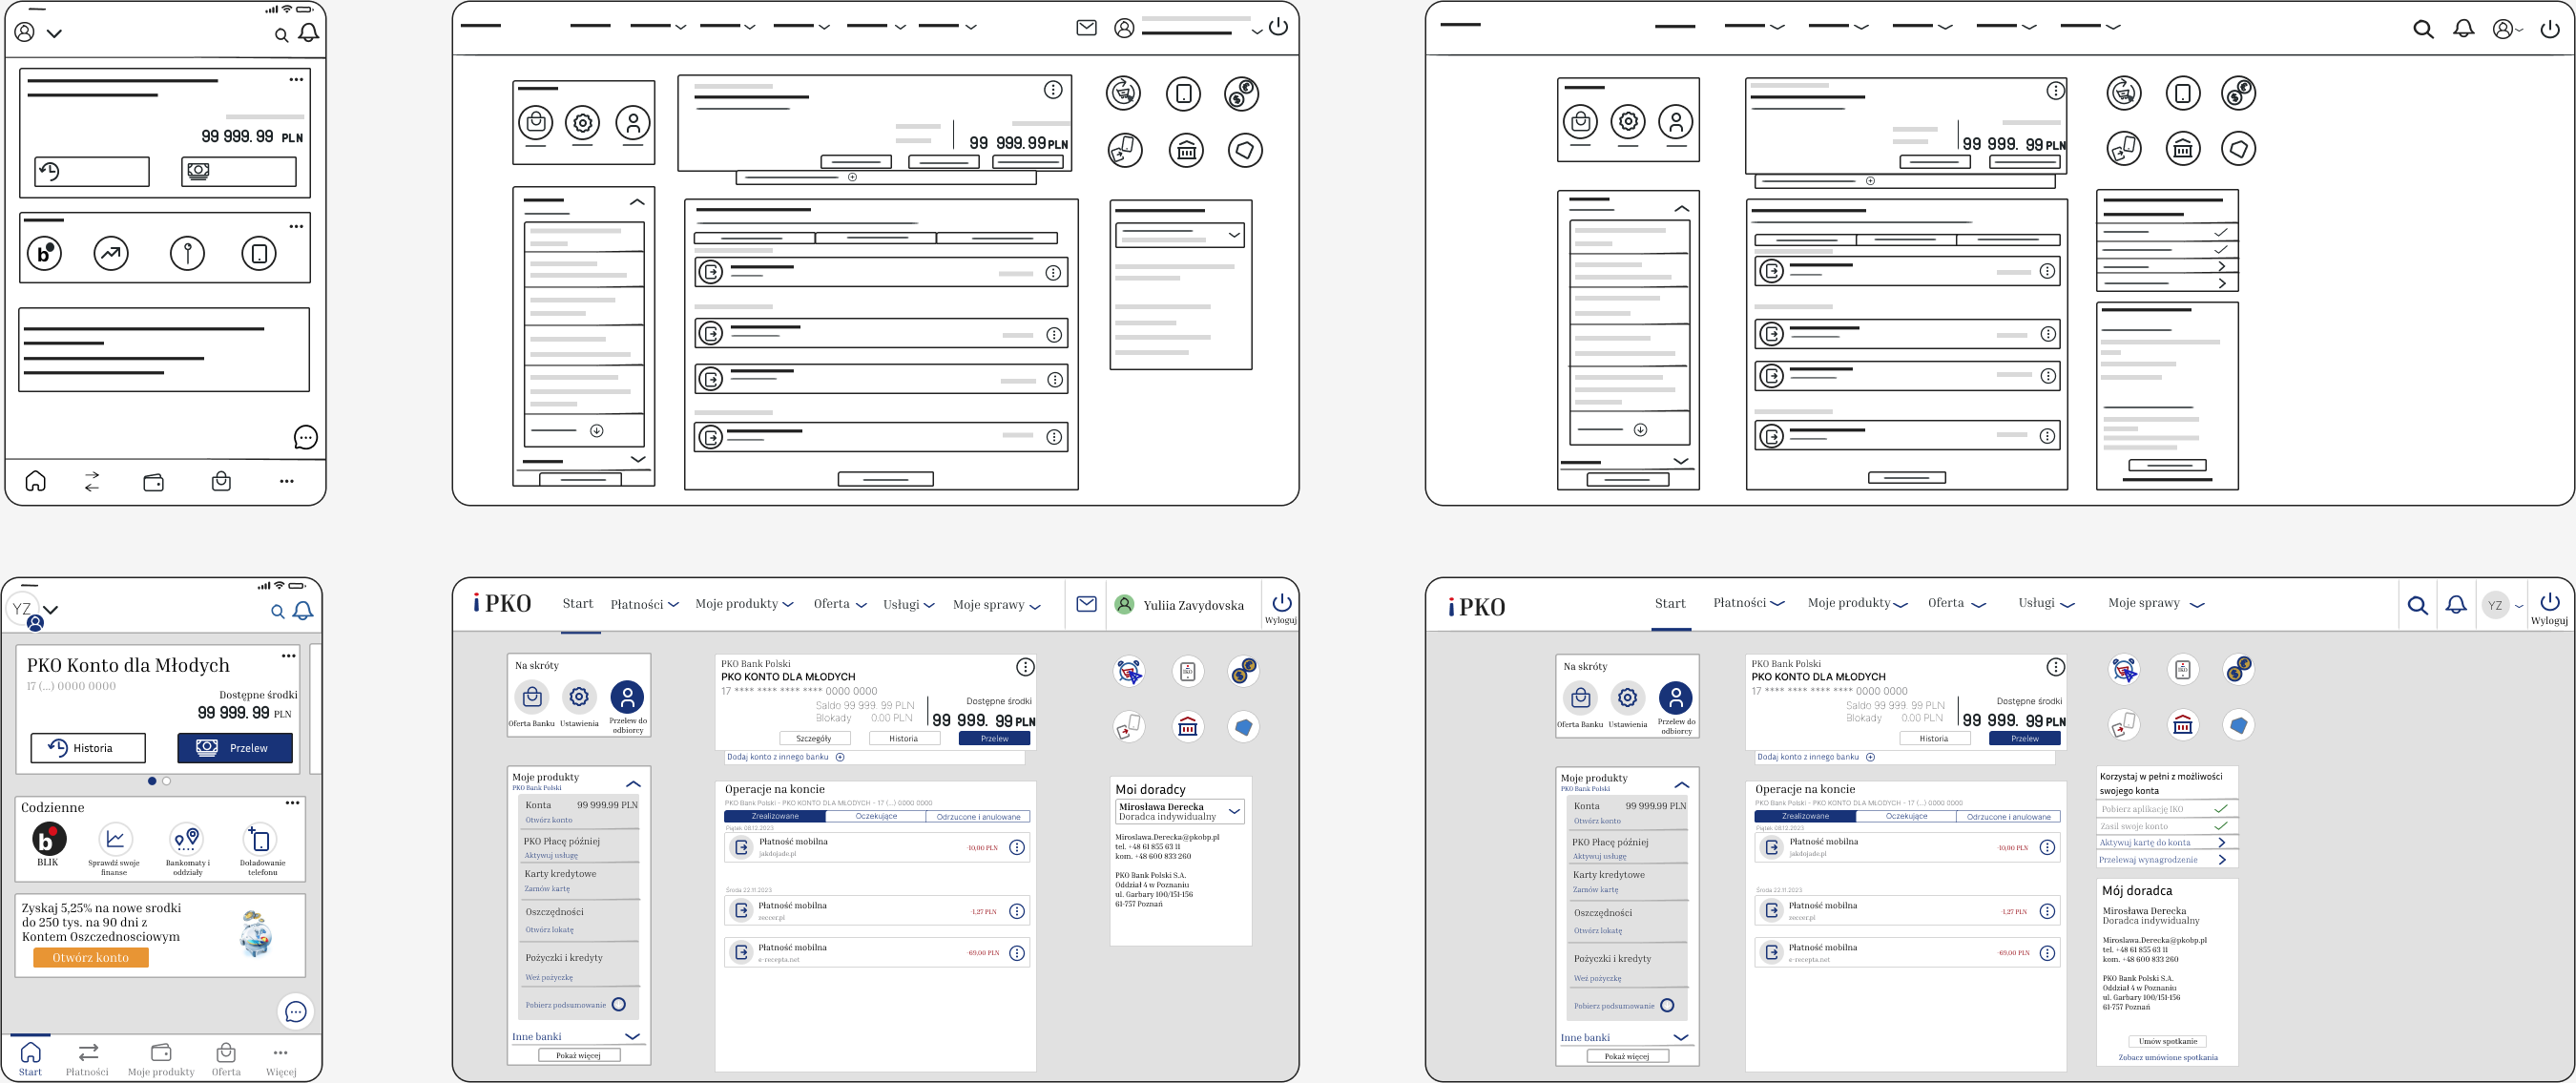 99 999. 99 PLN
b
99 999.99 PLN
99 999. 99 PLN
YZ
PKO Konto dla Młodych
17 (...) 0000 0000
Dostępne środki
99 999. 99 PLN
Historia
Przelew
Codzienne
b
BLIK
Sprawdź swoje
finanse
Bankomaty i
oddziały
Doładowanie
telefonu
Zyskaj 5,25% na nowe srodki
do 250 tys. na 90 dni z
Kontem Oszczednosciowym
Otwórz konto
Start
Płatności
Moje produkty
Oferta
Więcej
iPKO
Start
Płatności
Moje produkty
Oferta
Usługi
Moje sprawy
Yuliia Zavydovska
Wyloguj
Na skróty
Oferta Banku
Ustawienia
Przelew do
odbiorcy
Moje produkty
PKO Bank Polski
Konta 99 999.99 PLN
Otwórz konto
PKO Płacę później
Aktywuj usługę
Karty kredytowe
Zamów kartę
Oszczędności
Otwórz lokatę
Pożyczki i kredyty
Weź pożyczkę
Pobierz podsumowanie
Inne banki
Pokaż więcej
PKO Bank Polski
PKO KONTO DLA MŁODYCH
17 **** **** **** **** 0000 0000
Saldo 99 999. 99 PLN
Blokady 0.00 PLN
Dostępne środki
99 999. 99 PLN
Szczegóły
Historia
Przelew
Dodaj konto z innego banku
Operacje na koncie
PKO Bank Polski - PKO KONTO DLA MŁODYCH - 17 (...) 0000 0000
Zrealizowane
Oczekujące
Odrzucone i anulowane
Piątek 08.12.2023
Płatność mobilna
jakdojade.pl
-10,00 PLN
Środa 22.11.2023
Płatność mobilna
zoccer.pl
-1,27 PLN
Płatność mobilna
e-recepta.net
-69,00 PLN
Moi doradcy
Mirosława Derecka
Doradca indywidualny
Miroslawa.Derecka@pkobp.pl
tel. +48 61 855 63 11
kom. +48 600 833 260
PKO Bank Polski S.A.
Oddział 4 w Poznaniu
ul. Garbary 100/151-156
61-757 Poznań
iPKO
Start
Płatności
Moje produkty
Oferta
Usługi
Moje sprawy
YZ
Wyloguj
Na skróty
Oferta Banku
Ustawienia
Przelew do
odbiorcy
Moje produkty
PKO Bank Polski
Konta 99 999.99 PLN
Otwórz konto
PKO Płacę później
Aktywuj usługę
Karty kredytowe
Zamów kartę
Oszczędności
Otwórz lokatę
Pożyczki i kredyty
Weź pożyczkę
Pobierz podsumowanie
Inne banki
Pokaż więcej
PKO Bank Polski
PKO KONTO DLA MŁODYCH
17 **** **** **** **** 0000 0000
Saldo 99 999. 99 PLN
Blokady 0.00 PLN
Dostępne środki
99 999. 99 PLN
Historia
Przelew
Dodaj konto z innego banku
Operacje na koncie
PKO Bank Polski - PKO KONTO DLA MŁODYCH - 17 (...) 0000 0000
Zrealizowane
Oczekujące
Odrzucone i anulowane
Piątek 08.12.2023
Płatność mobilna
jakdojade.pl
-10,00 PLN
Środa 22.11.2023
Płatność mobilna
zoccer.pl
-1,27 PLN
Płatność mobilna
e-recepta.net
-69,00 PLN
Korzystaj w pełni z możliwości
swojego konta
Pobierz aplikację IKO
Zasil swoje konto
Aktywuj kartę do konta
Przelewaj wynagrodzenie
Mój doradca
Mirosława Derecka
Doradca indywidualny
Miroslawa.Derecka@pkobp.pl
tel. +48 61 855 63 11
kom. +48 600 833 260
PKO Bank Polski S.A.
Oddział 4 w Poznaniu
ul. Garbary 100/151-156
61-757 Poznań
Umów spotkanie
Zobacz umówione spotkania